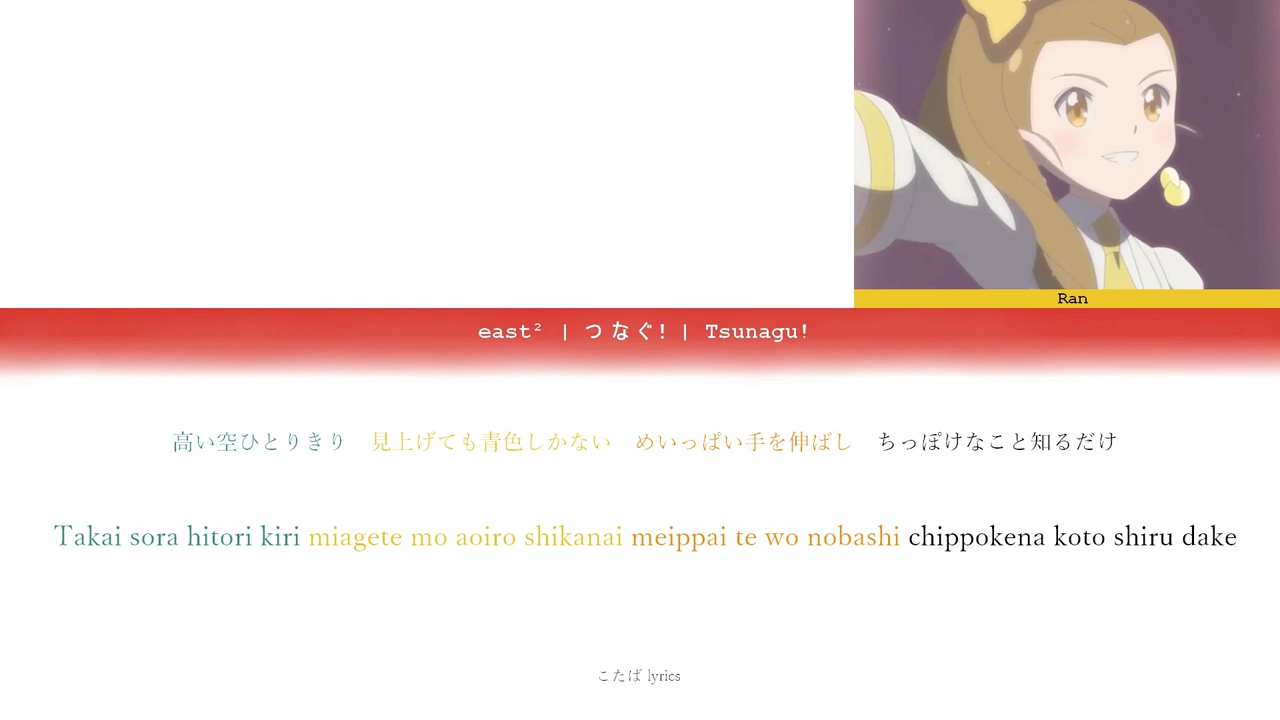 Ran
east² | つなぐ! | Tsunagu!
高い空ひとりきり　見上げても青色しかない　めいっぱい手を伸ばし　ちっぽけなこと知るだけ
Takai sora hitori kiri miagete mo aoiro shikanai meippai te wo nobashi chippokena koto shiru dake
こたば lyrics